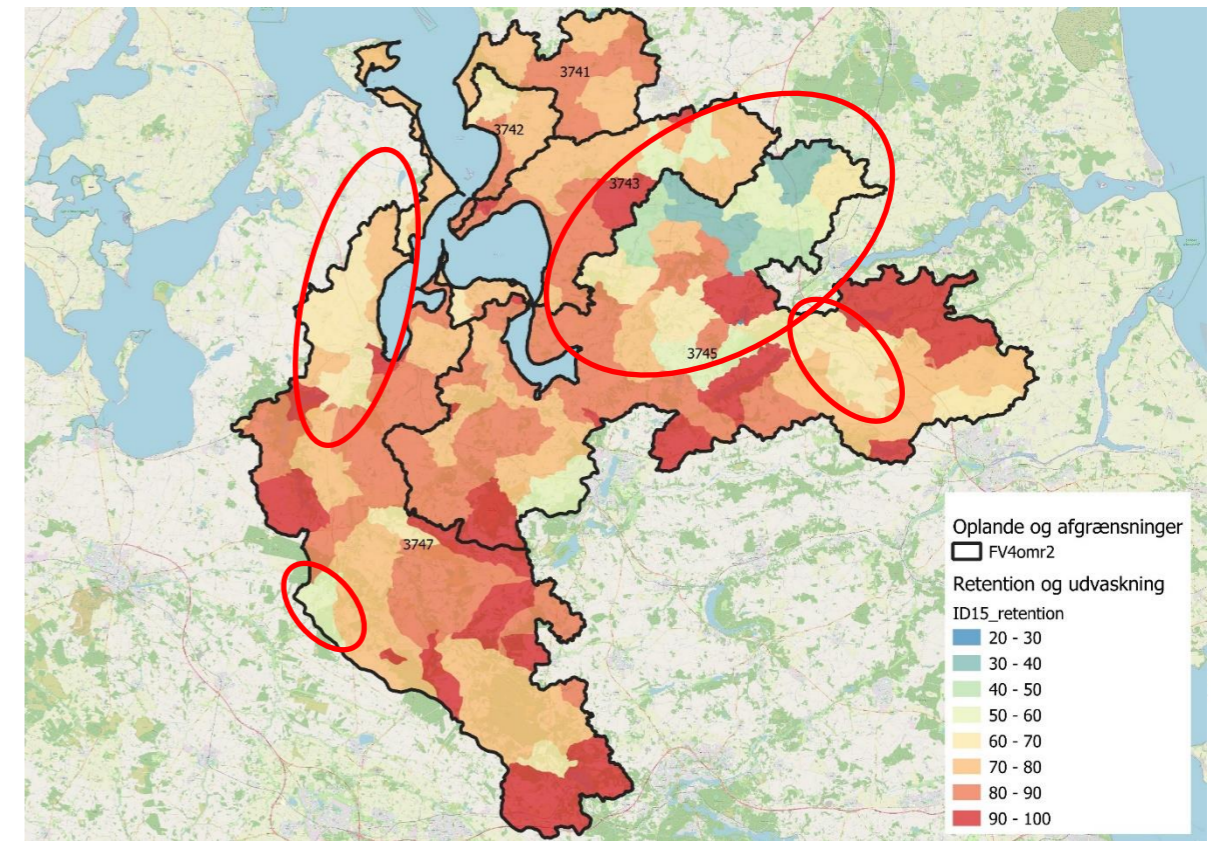 3741
3742
3743
3745
3747
Oplande og afgrænsninger
FV4omr2
Retention og udvaskning
ID15_retention
20 - 30
30 - 40
40 - 50
50 - 60
60 - 70
70 - 80
80 - 90
90 - 100